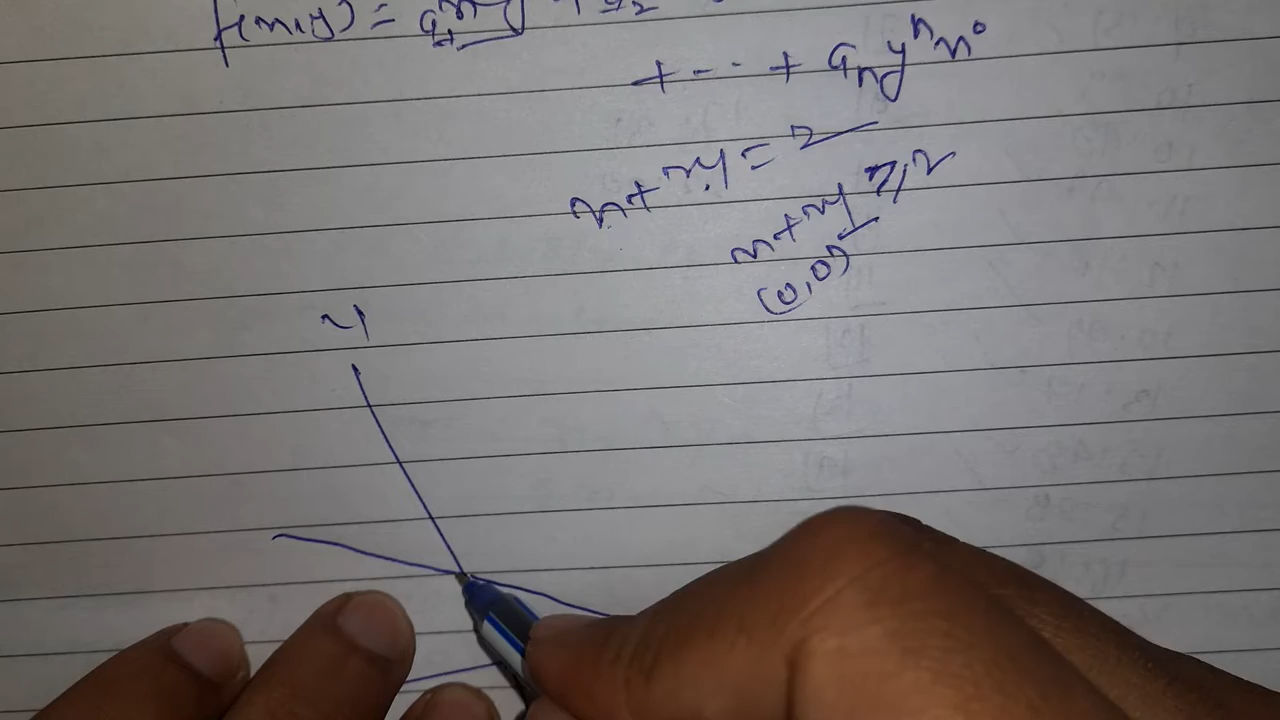 f(x,y) =
+ ... + aₙyⁿx⁰
x + y = 2
x + y ≥ 2
(0,0)
y